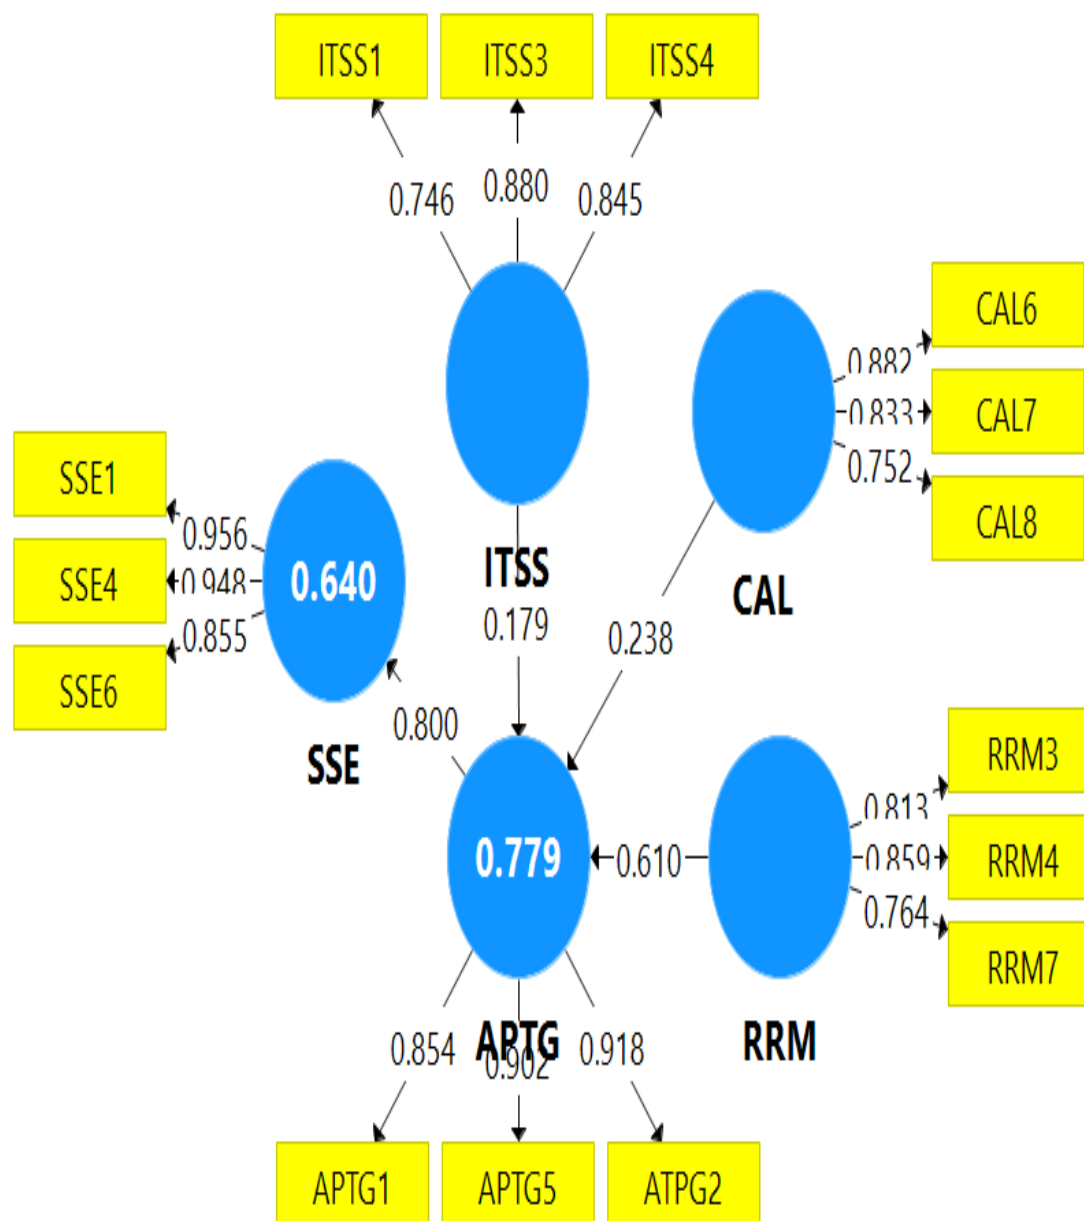 ITSS1 ITSS3 ITSS4
0.746 0.880 0.845
CAL6
0.882
CAL7
0.833
0.752
CAL8
SSE1
0.956
SSE4
0.948
0.855
SSE6
0.640
ITSS
CAL
0.179
0.238
0.800
SSE
RRM3
0.813
0.779
0.610
0.859
RRM4
0.764
RRM7
APTG
RRM
0.854 0.902 0.918
APTG1 APTG5 ATPG2